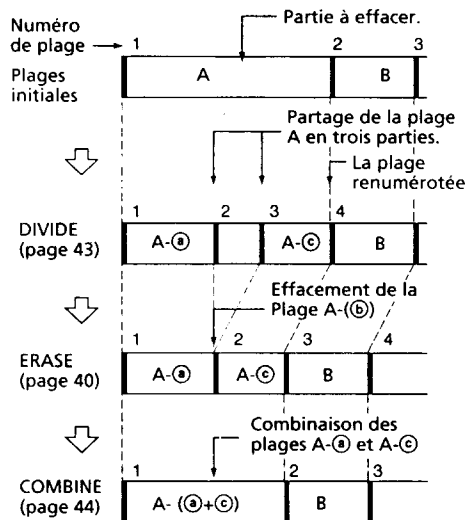 Numéro
de plage
1
Partie à effacer.
2
3
Plages
initiales
A
B
Partage de la plage
A en trois parties.
La plage
renumérotée
1
2
3
4
DIVIDE
(page 43)
A-ⓐ
A-ⓒ
B
Effacement de la
Plage A-(ⓑ)
1
2
3
4
ERASE
(page 40)
A-ⓐ
A-ⓒ
B
Combinaison des
plages A-ⓐ et A-ⓒ
1
2
3
COMBINE
(page 44)
A- (ⓐ+ⓒ)
B